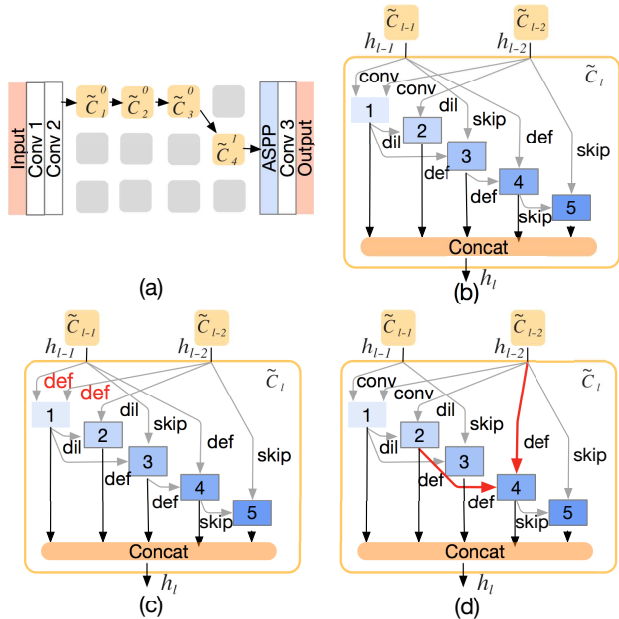 Input
Conv 1
Conv 2
C̃₁⁰
C̃₂⁰
C̃₃⁰
C̃₄¹
ASPP
Conv 3
Output
(a)
C̃ₗ₋₁
C̃ₗ₋₂
hₗ₋₁
hₗ₋₂
C̃ₗ
conv
conv
dil
skip
def
skip
1
2
3
4
5
dil
def
def
skip
Concat
hₗ
(b)
C̃ₗ₋₁
C̃ₗ₋₂
hₗ₋₁
hₗ₋₂
C̃ₗ
def
def
dil
skip
def
skip
1
2
3
4
5
dil
def
def
skip
Concat
hₗ
(c)
C̃ₗ₋₁
C̃ₗ₋₂
hₗ₋₁
hₗ₋₂
C̃ₗ
conv
conv
dil
skip
def
skip
1
2
3
4
5
dil
def
def
skip
Concat
hₗ
(d)